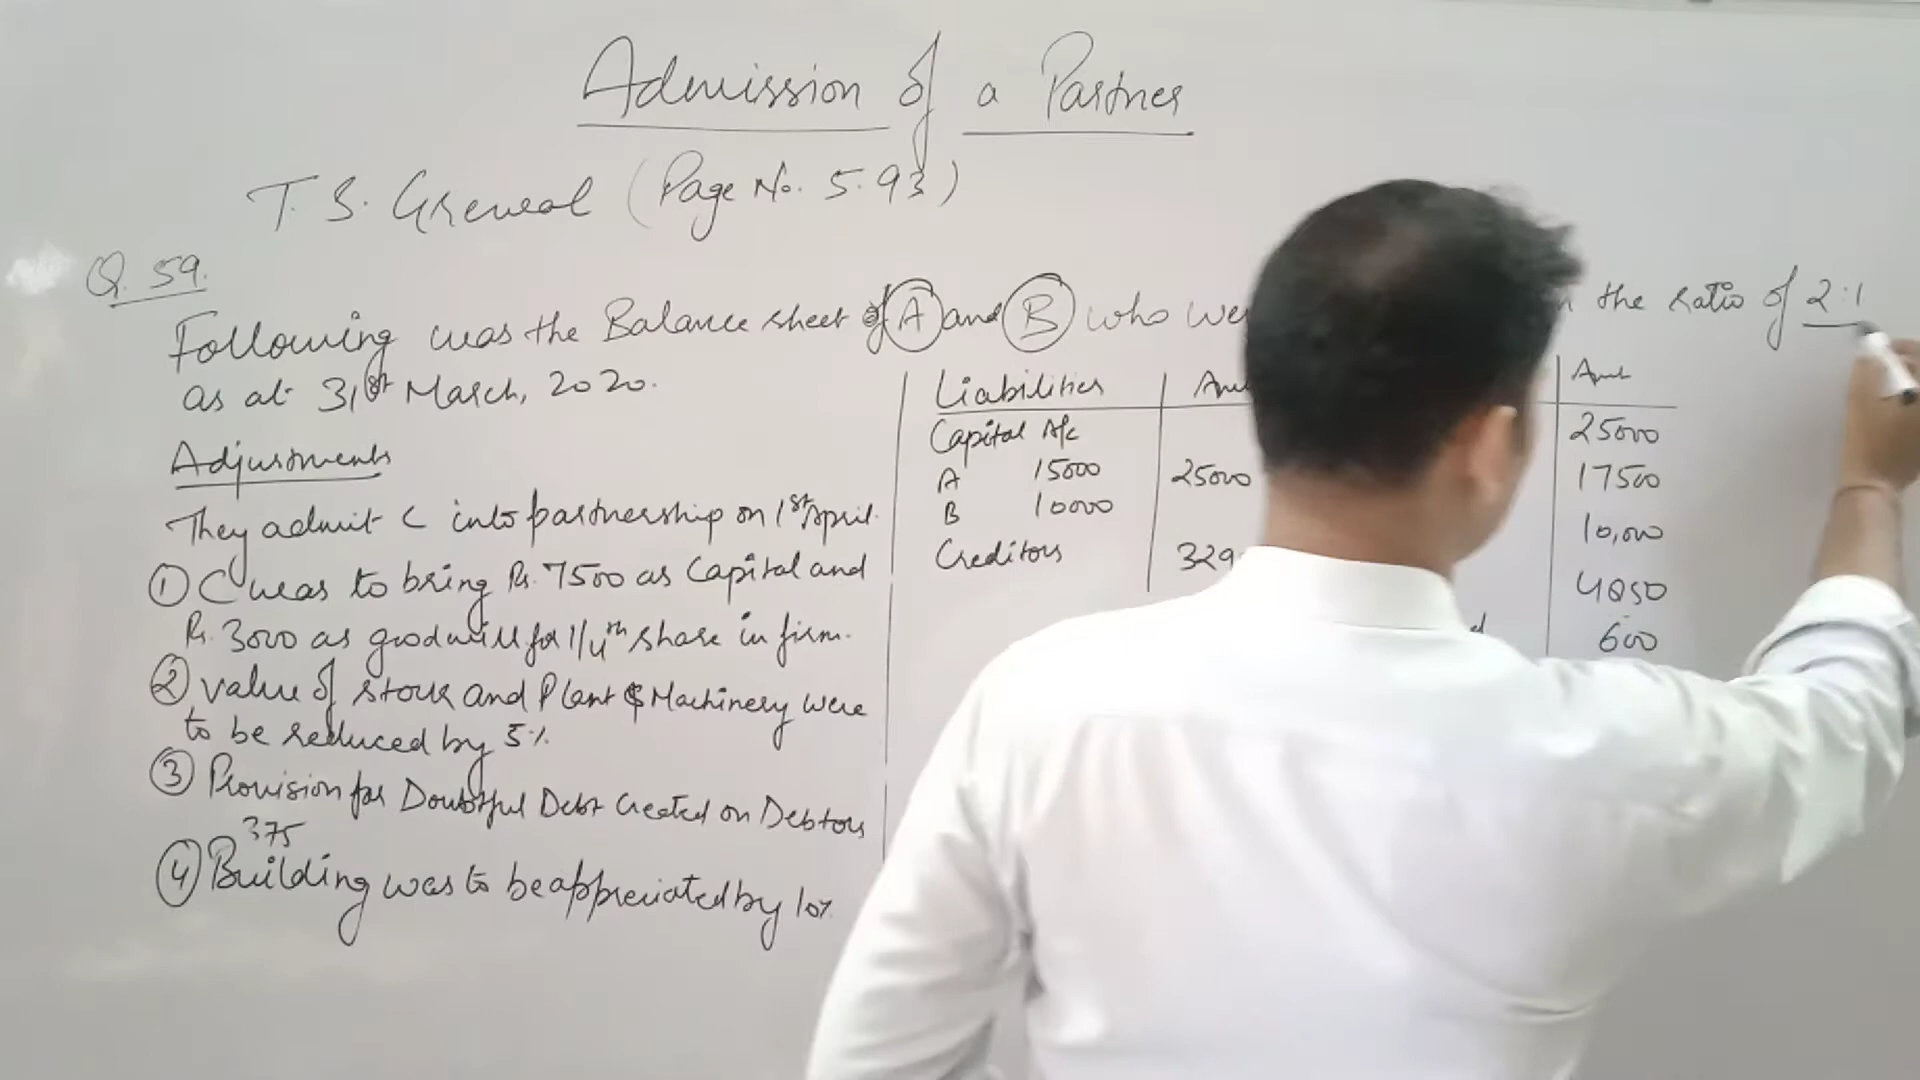 Admission of a Partner
T.S. Grewal (Page No. 5.93)
Q. 59.
Following was the Balance sheet of A and B who
the ratio of 2:1
as at 31st March, 2020.
Adjustments
They admit C into partnership on 1st April.
① C was to bring Rs. 7500 as Capital and
Rs. 3000 as goodwill for 1/4th share in firm.
② Value of stock and Plant & Machinery were
to be reduced by 5%
③ Provision for Doubtful Debt Created on Debtors
375
④ Building was to be appreciated by 10%
Liabilities
Capital A/c
A 15000 25000
B 10000
Creditors 329
Amt
25000
17500
10,000
4850
600